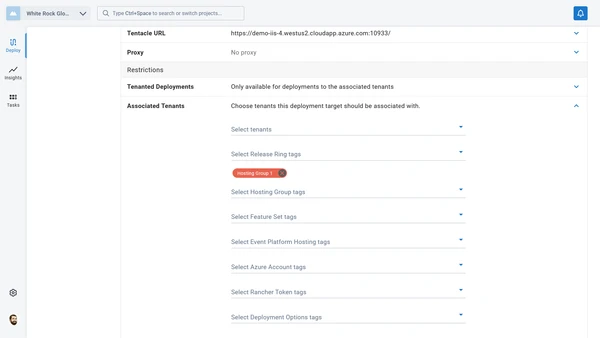 White Rock Glo...
Type Ctrl+Space to search or switch projects...
Deploy
Insights
Tasks
Tentacle URL
https://demo-iis-4.westus2.cloudapp.azure.com:10933/
Proxy
No proxy
Restrictions
Tenanted Deployments
Only available for deployments to the associated tenants
Associated Tenants
Choose tenants this deployment target should be associated with.
Select tenants
Select Release Ring tags
Hosting Group 1
Select Hosting Group tags
Select Feature Set tags
Select Event Platform Hosting tags
Select Azure Account tags
Select Rancher Token tags
Select Deployment Options tags